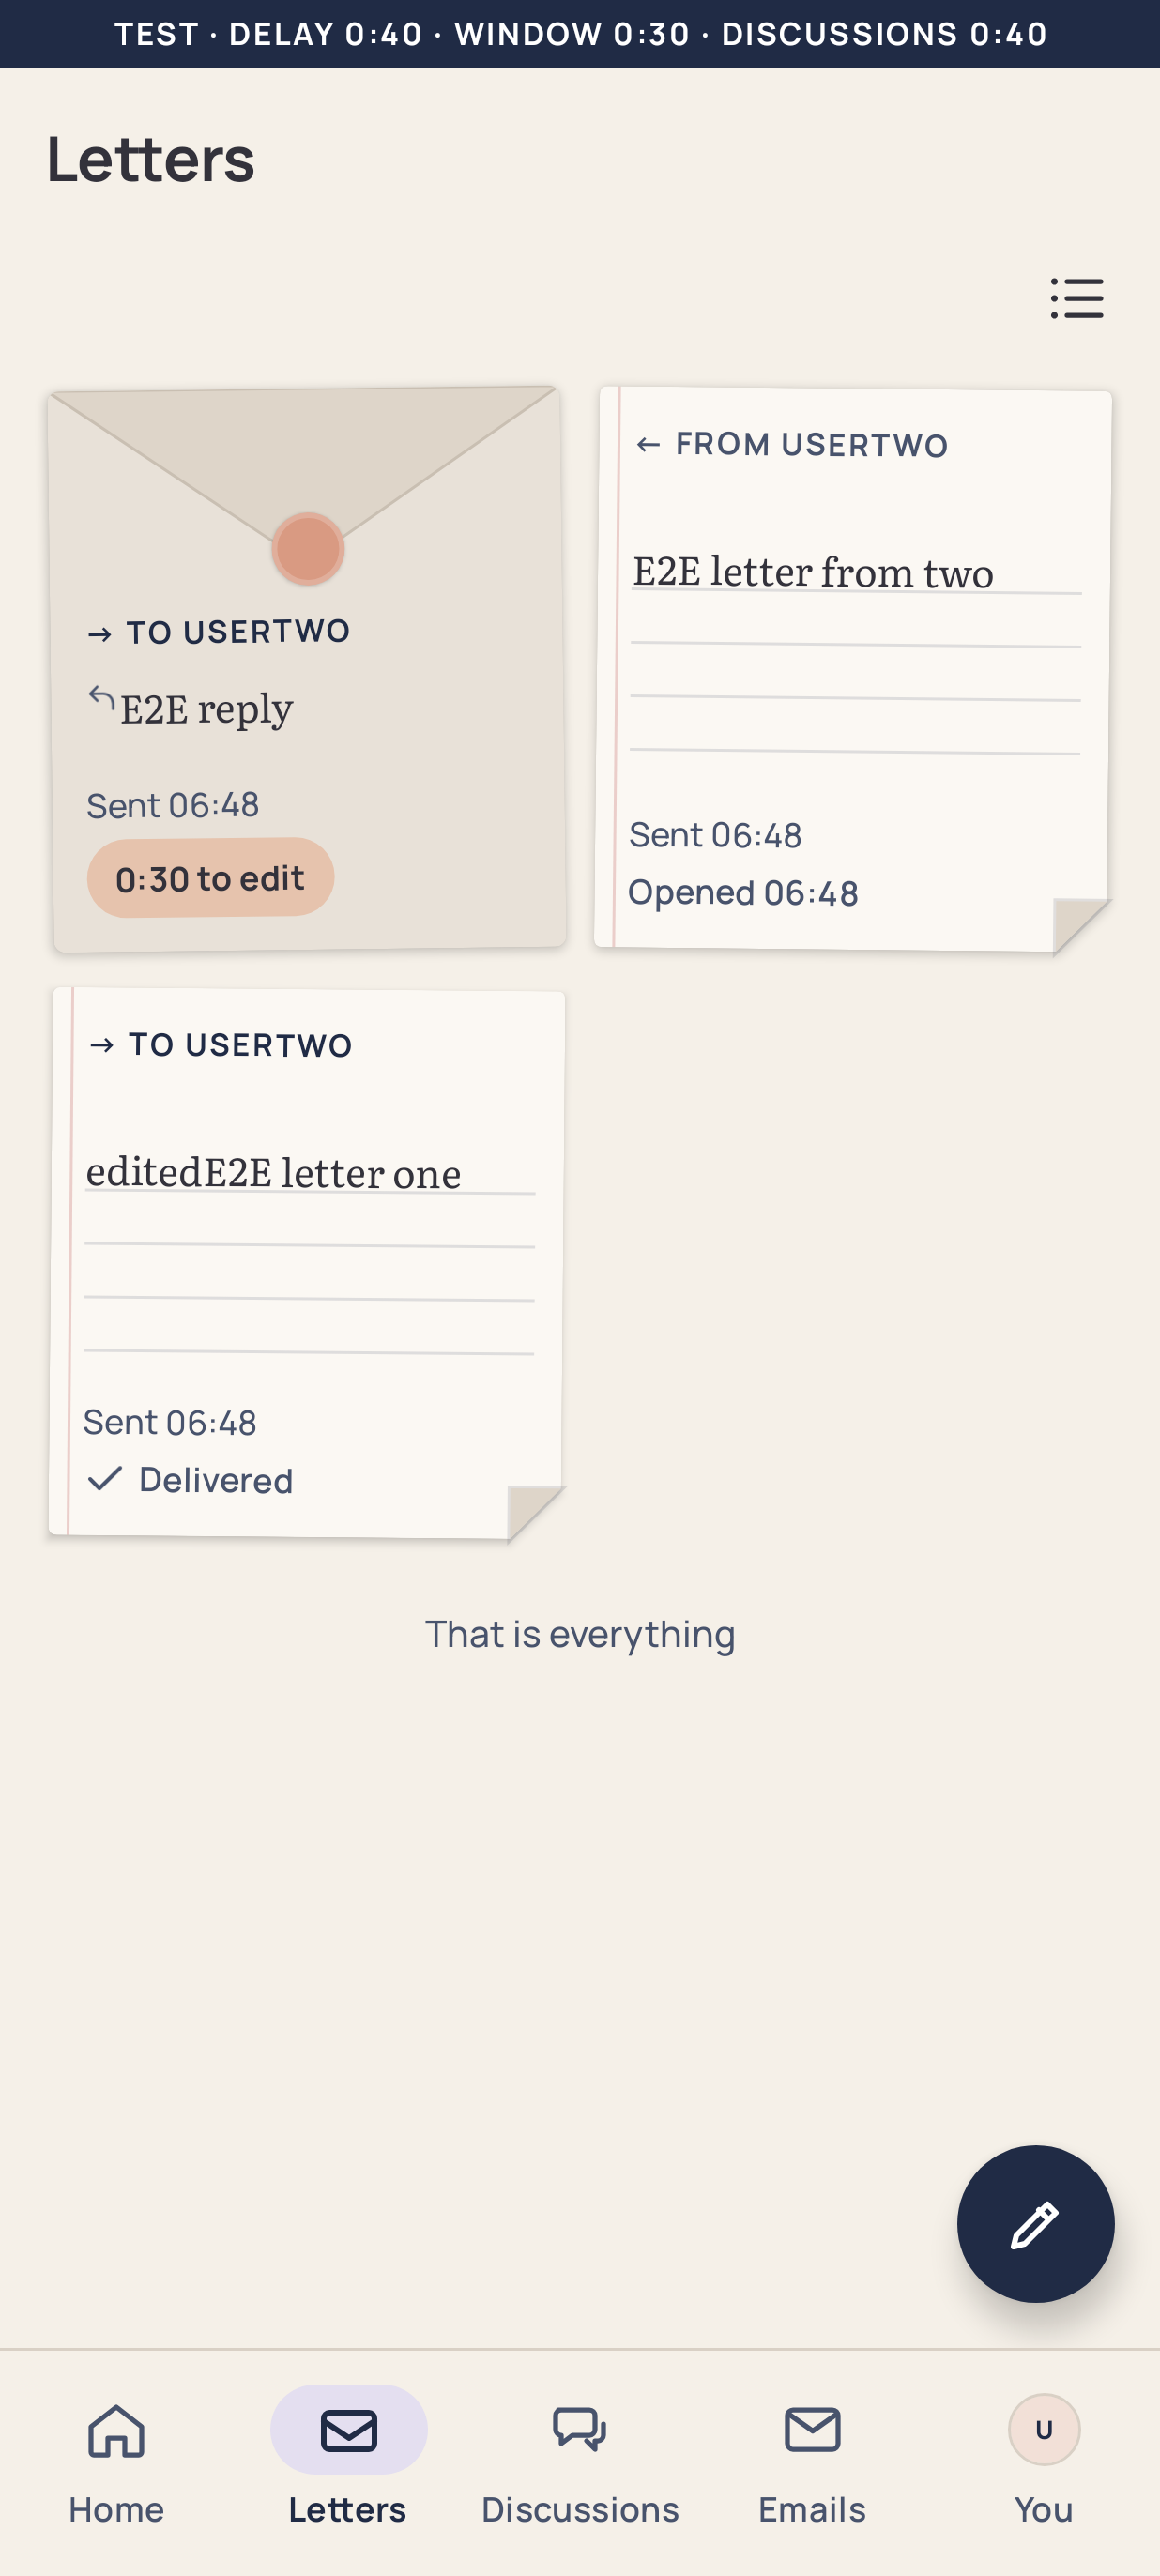 TEST · DELAY 0:40 · WINDOW 0:30 · DISCUSSIONS 0:40
Letters
→ TO USERTWO
E2E reply
Sent 06:48
0:30 to edit
← FROM USERTWO
E2E letter from two
Sent 06:48
Opened 06:48
→ TO USERTWO
editedE2E letter one
Sent 06:48
Delivered
That is everything
Home
Letters
Discussions
Emails
U
You